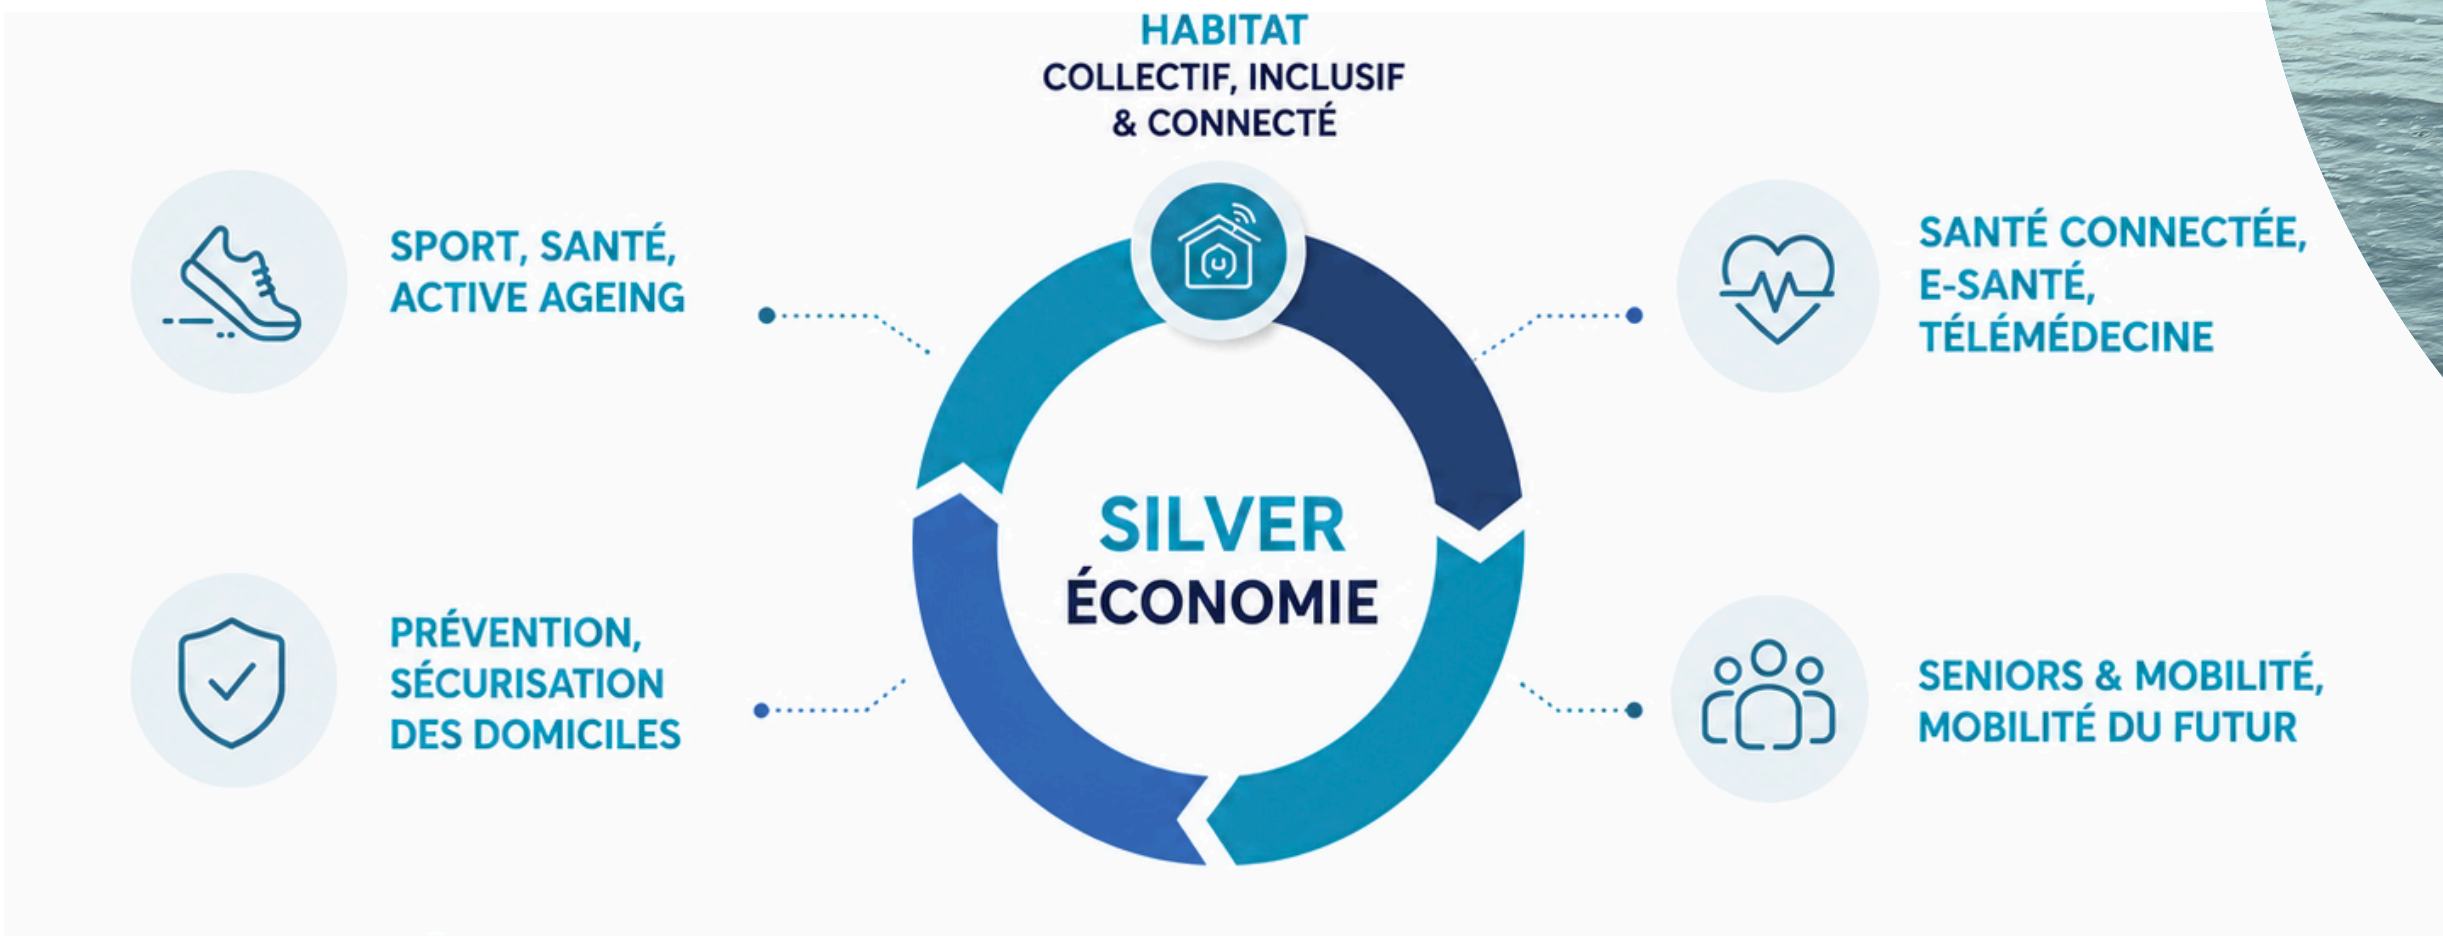 HABITAT
COLLECTIF, INCLUSIF
& CONNECTÉ
SPORT, SANTÉ,
ACTIVE AGEING
SANTÉ CONNECTÉE,
E-SANTÉ,
TÉLÉMÉDECINE
SILVER
ÉCONOMIE
PRÉVENTION,
SÉCURISATION
DES DOMICILES
SENIORS & MOBILITÉ,
MOBILITÉ DU FUTUR